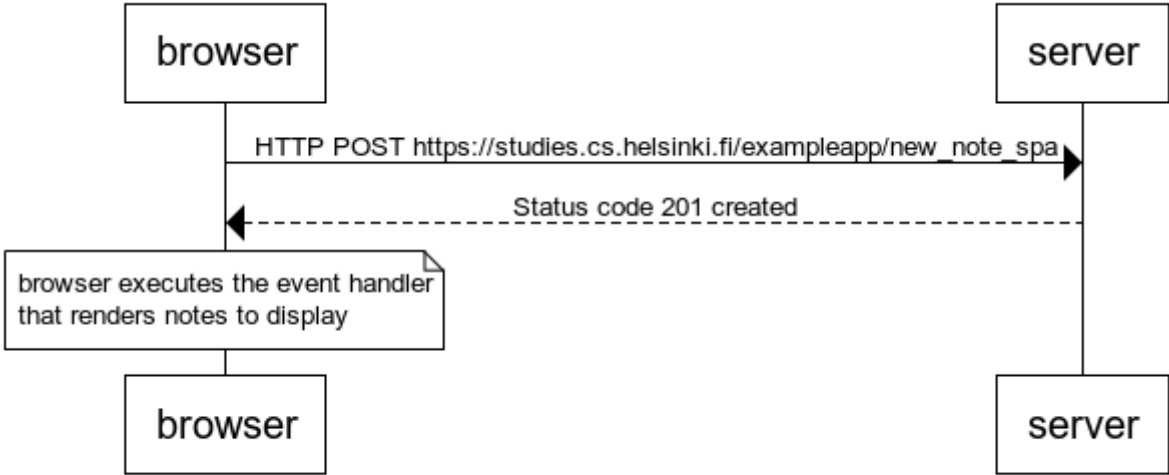 browser
server
HTTP POST https://studies.cs.helsinki.fi/exampleapp/new_note_spa
Status code 201 created
browser executes the event handler
that renders notes to display
browser
server